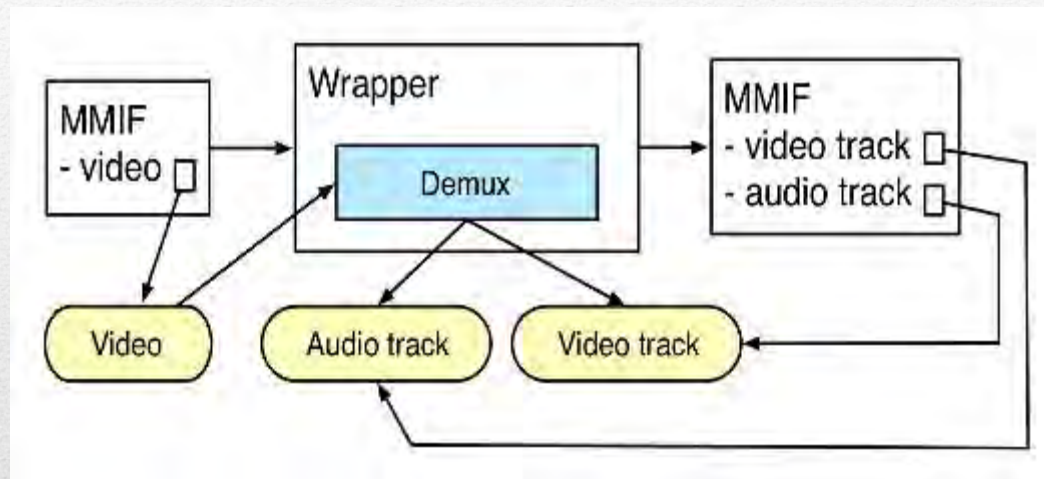 MMIF
- video
Wrapper
Demux
MMIF
- video track
- audio track
Video
Audio track
Video track